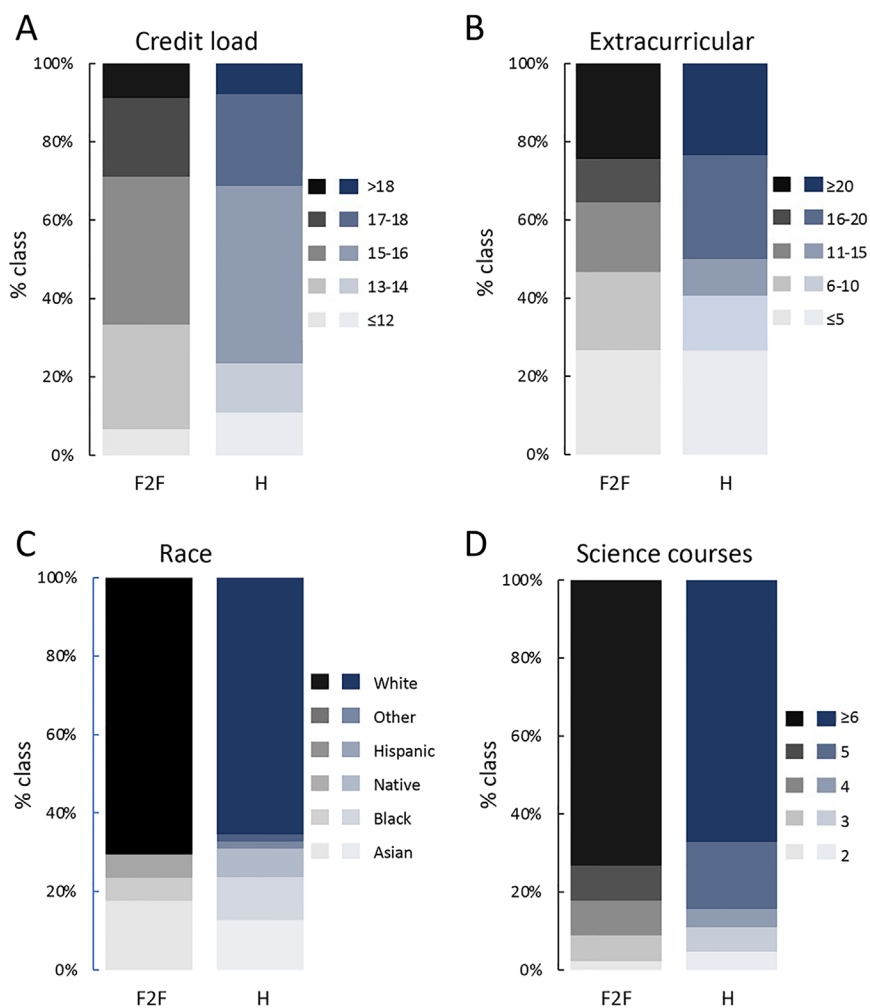 A
Credit load
% class
100%
80%
60%
40%
20%
0%
F2F
H
>18
17-18
15-16
13-14
≤12
B
Extracurricular
% class
100%
80%
60%
40%
20%
0%
F2F
H
≥20
16-20
11-15
6-10
≤5
C
Race
% class
100%
80%
60%
40%
20%
0%
F2F
H
White
Other
Hispanic
Native
Black
Asian
D
Science courses
% class
100%
80%
60%
40%
20%
0%
F2F
H
≥6
5
4
3
2